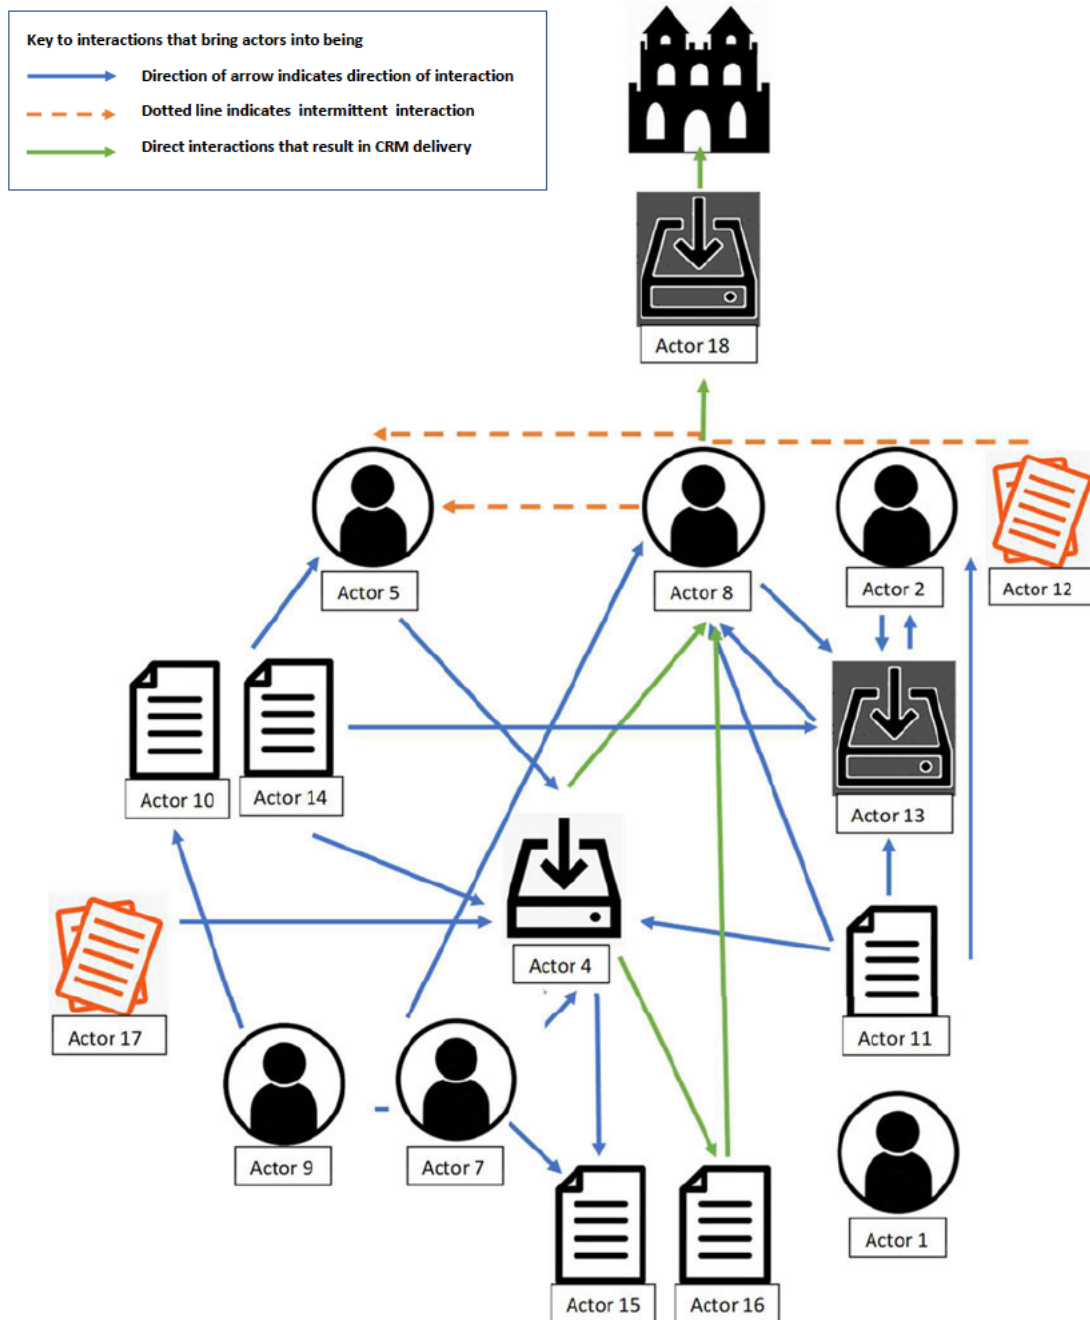 Key to interactions that bring actors into being
Direction of arrow indicates direction of interaction
Dotted line indicates intermittent interaction
Direct interactions that result in CRM delivery
Actor 18
Actor 5
Actor 8
Actor 2
Actor 12
Actor 10
Actor 14
Actor 13
Actor 4
Actor 17
Actor 11
Actor 9
Actor 7
Actor 1
Actor 15
Actor 16